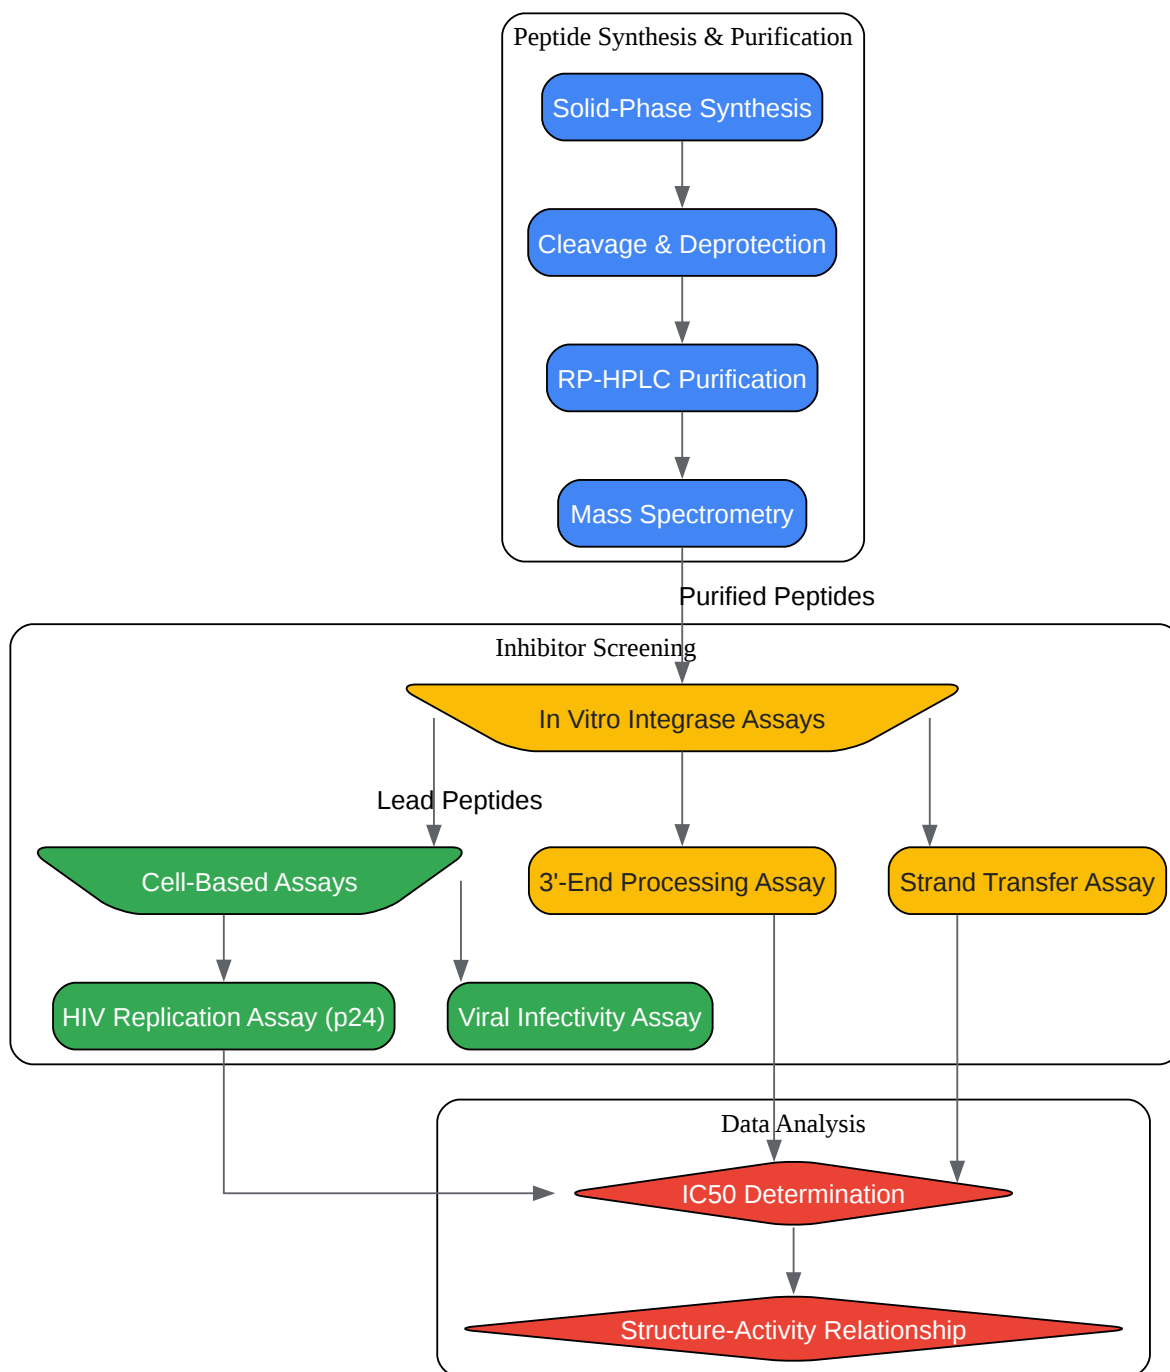 Peptide Synthesis & Purification
Solid-Phase Synthesis
Cleavage & Deprotection
RP-HPLC Purification
Mass Spectrometry
Purified Peptides
Inhibitor Screening
In Vitro Integrase Assays
Lead Peptides
Cell-Based Assays
3'-End Processing Assay
Strand Transfer Assay
HIV Replication Assay (p24)
Viral Infectivity Assay
Data Analysis
IC50 Determination
Structure-Activity Relationship